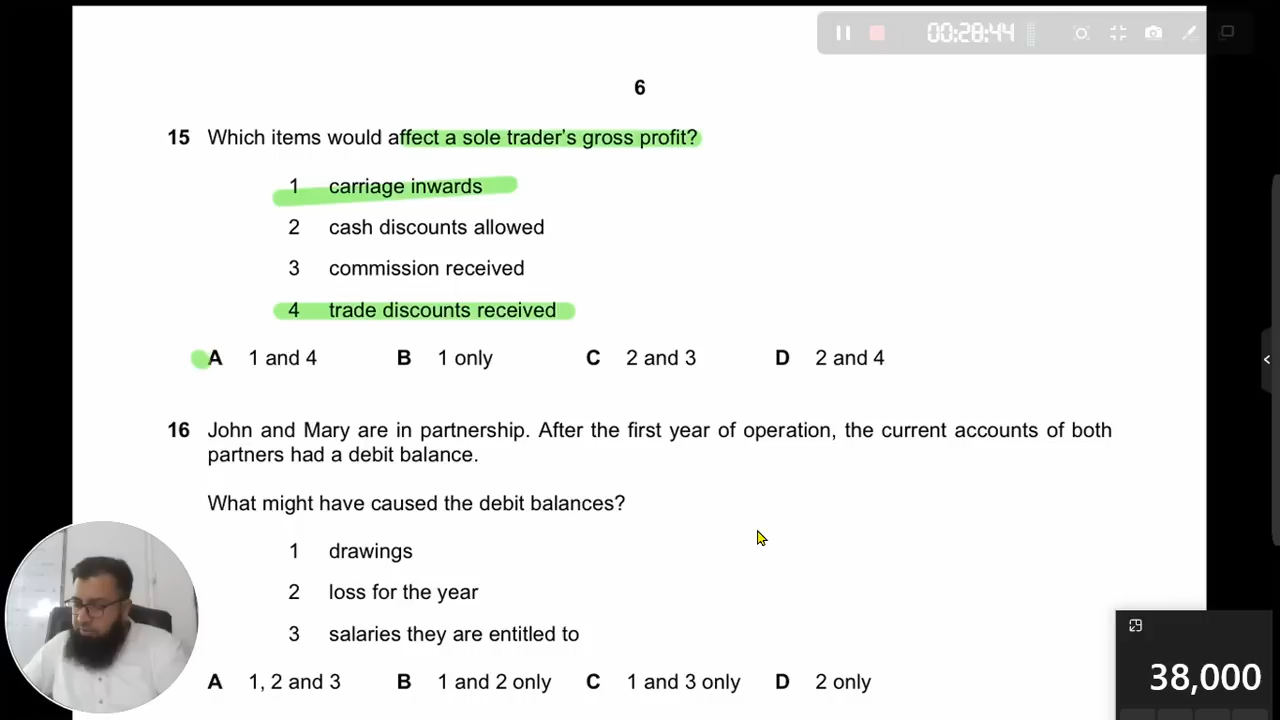 00:28:44
6
15 Which items would affect a sole trader's gross profit?
1 carriage inwards
2 cash discounts allowed
3 commission received
4 trade discounts received
A 1 and 4 B 1 only C 2 and 3 D 2 and 4
16 John and Mary are in partnership. After the first year of operation, the current accounts of both
partners had a debit balance.
What might have caused the debit balances?
1 drawings
2 loss for the year
3 salaries they are entitled to
A 1, 2 and 3 B 1 and 2 only C 1 and 3 only D 2 only
38,000